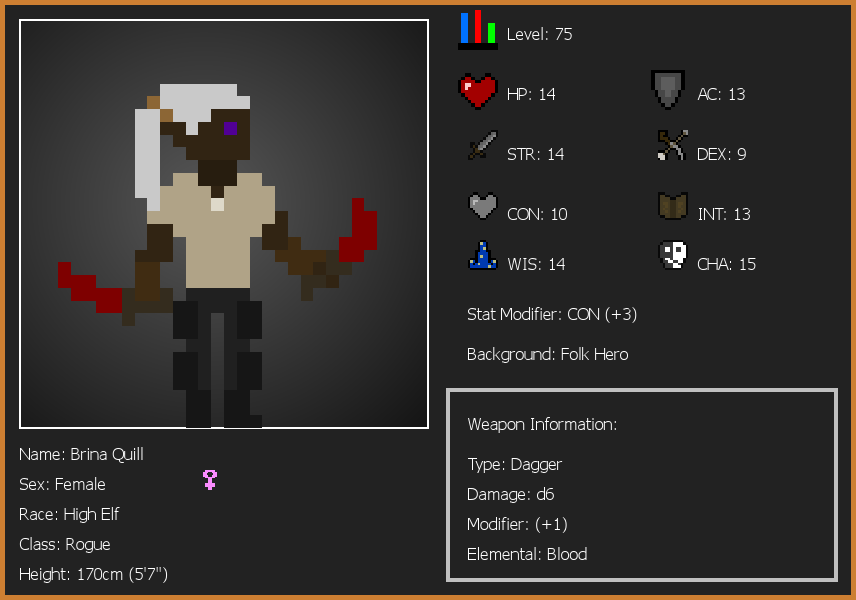 Level: 75
HP: 14
AC: 13
STR: 14
DEX: 9
CON: 10
INT: 13
WIS: 14
CHA: 15
Stat Modifier: CON (+3)
Background: Folk Hero
Weapon Information:
Type: Dagger
Damage: d6
Modifier: (+1)
Elemental: Blood
Name: Brina Quill
Sex: Female
Race: High Elf
Class: Rogue
Height: 170cm (5'7")